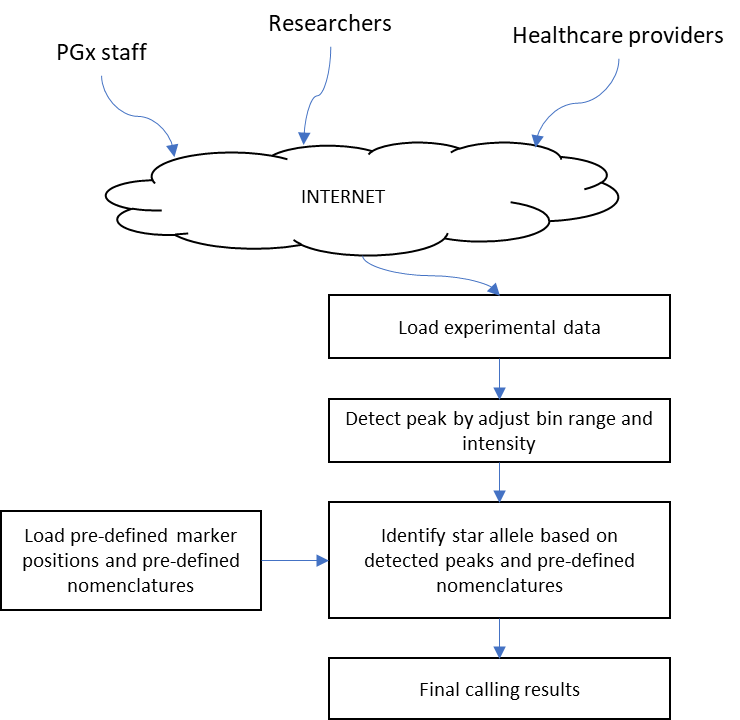 Researchers
Healthcare providers
PGx staff
INTERNET
Load experimental data
Detect peak by adjust bin range and
intensity
Load pre-defined marker
positions and pre-defined
nomenclatures
Identify star allele based on
detected peaks and pre-defined
nomenclatures
Final calling results